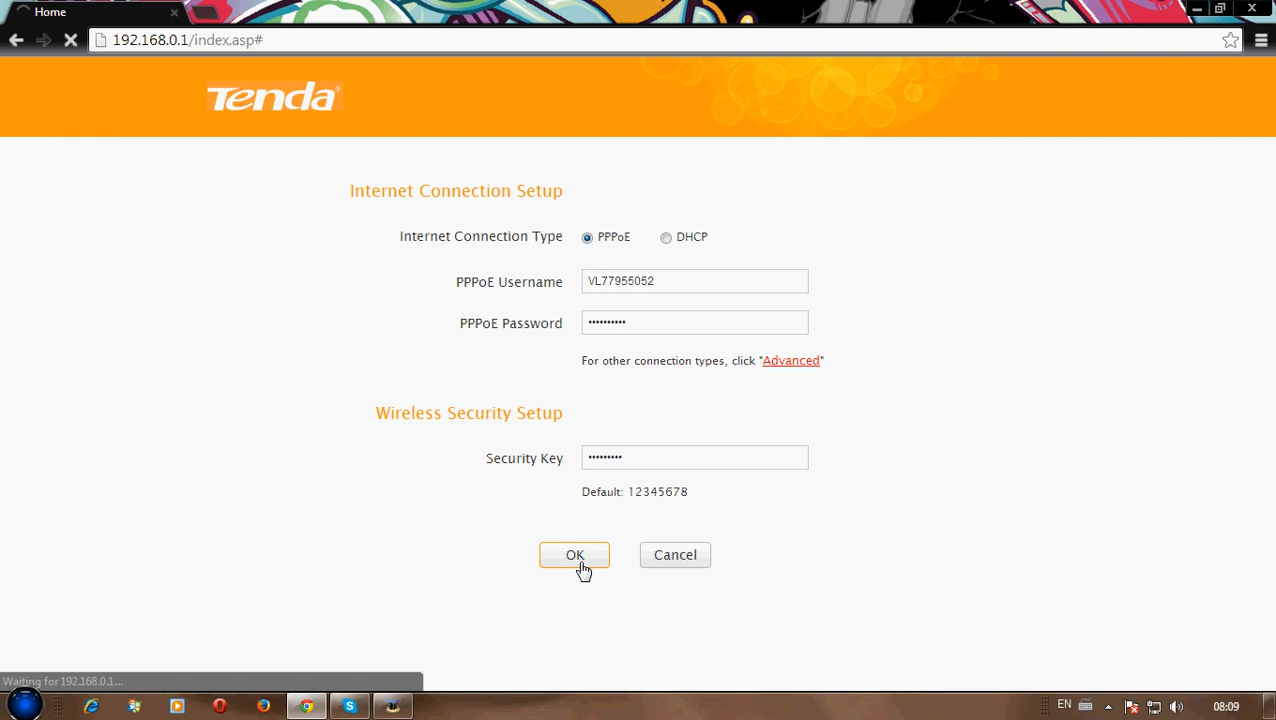 Home
192.168.0.1/index.asp#
Tenda
Internet Connection Setup
Internet Connection Type PPPoE DHCP
PPPoE Username VL77955052
PPPoE Password ••••••••••
For other connection types, click "Advanced"
Wireless Security Setup
Security Key •••••••••
Default: 12345678
OK Cancel
Waiting for 192.168.0.1...
EN 08:09